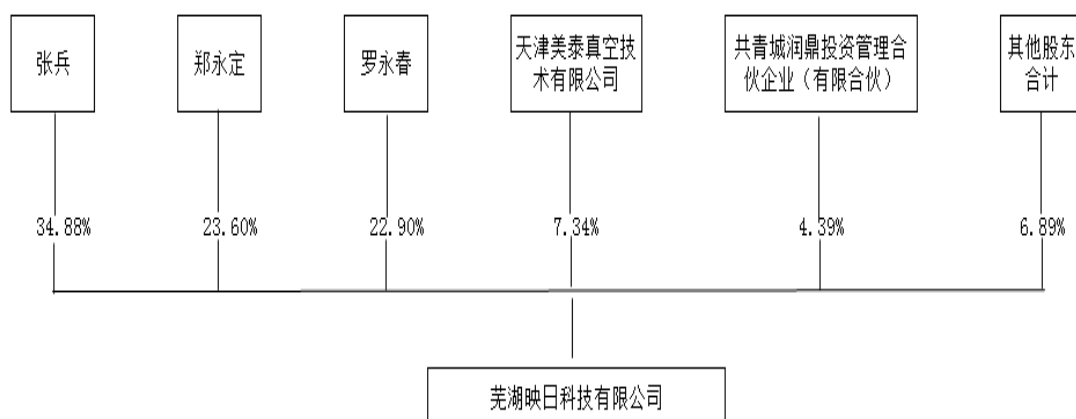 张兵
郑永定
罗永春
天津美泰真空技
术有限公司
共青城润鼎投资管理合
伙企业（有限合伙）
其他股东
合计
34.88%
23.60%
22.90%
7.34%
4.39%
6.89%
芜湖映日科技有限公司